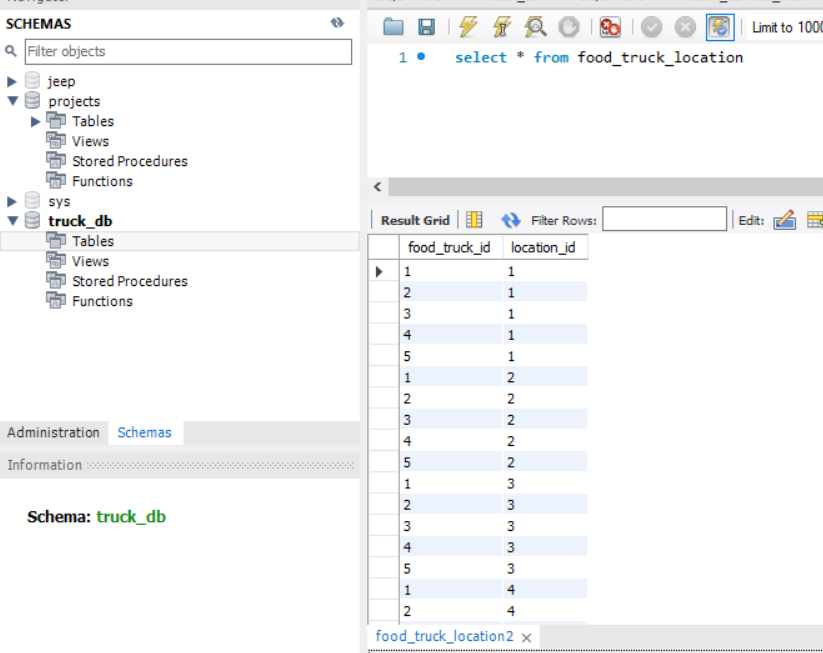 SCHEMAS
Filter objects
jeep
projects
Tables
Views
Stored Procedures
Functions
sys
truck_db
Tables
Views
Stored Procedures
Functions
Administration Schemas
Information
Schema: truck_db
Limit to 1000
1 select * from food_truck_location
Result Grid Filter Rows: Edit:
food_truck_id location_id
1 1
2 1
3 1
4 1
5 1
1 2
2 2
3 2
4 2
5 2
1 3
2 3
3 3
4 3
5 3
1 4
2 4
food_truck_location2